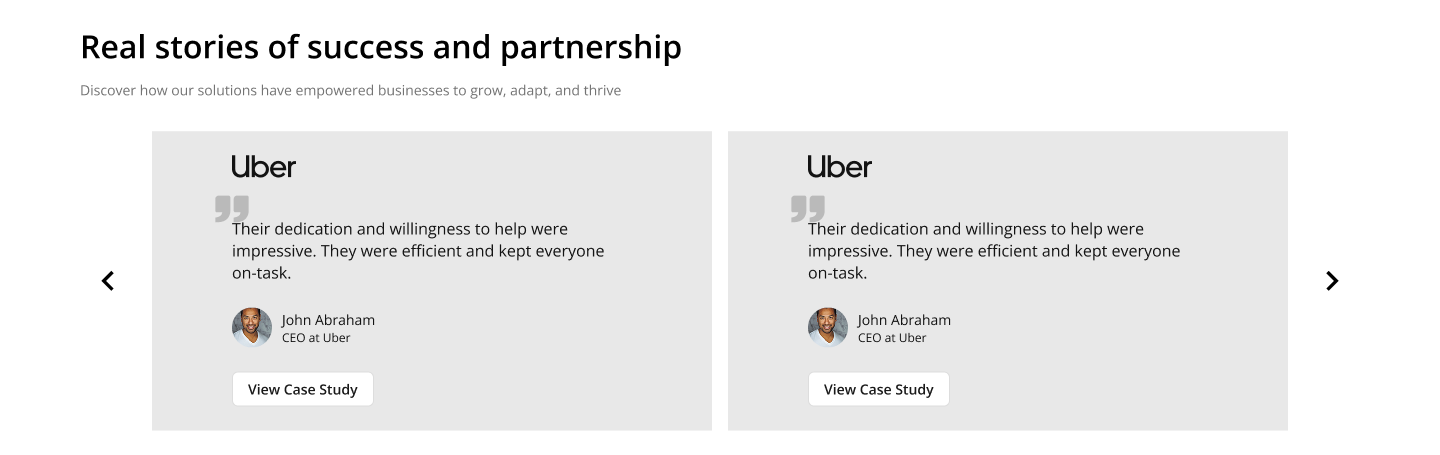 Real stories of success and partnership
Discover how our solutions have empowered businesses to grow, adapt, and thrive
Uber
Their dedication and willingness to help were
impressive. They were efficient and kept everyone
on-task.
John Abraham
CEO at Uber
View Case Study
Uber
Their dedication and willingness to help were
impressive. They were efficient and kept everyone
on-task.
John Abraham
CEO at Uber
View Case Study